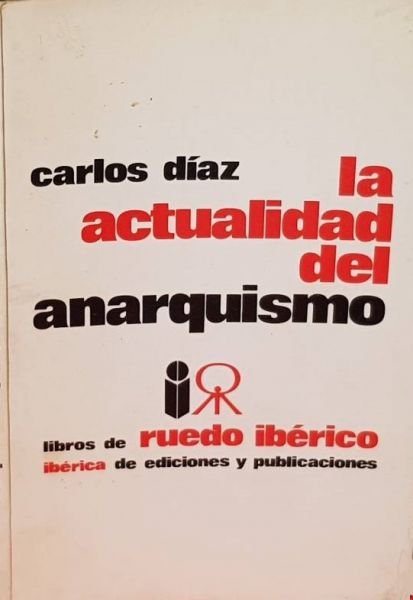 carlos díaz la
actualidad
del
anarquismo
libros de ruedo ibérico
ibérica de ediciones y publicaciones